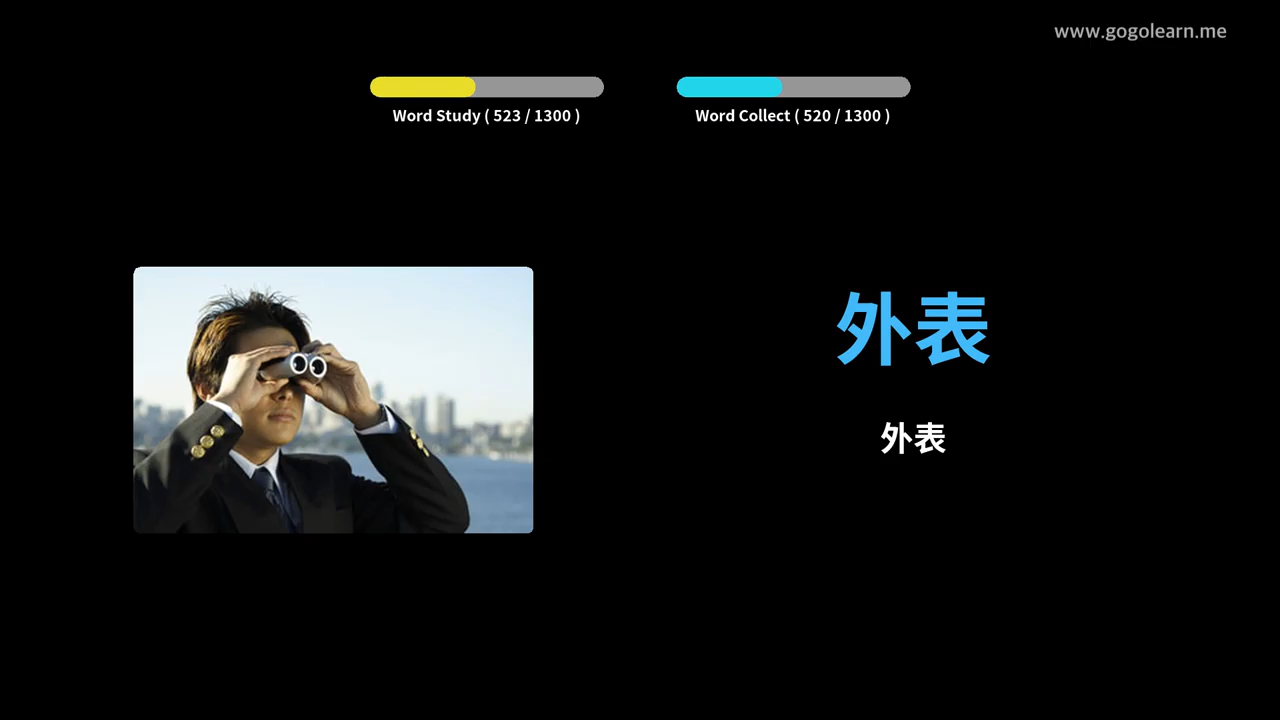 www.gogolearn.me
Word Study ( 523 / 1300 )
Word Collect ( 520 / 1300 )
外表
外表